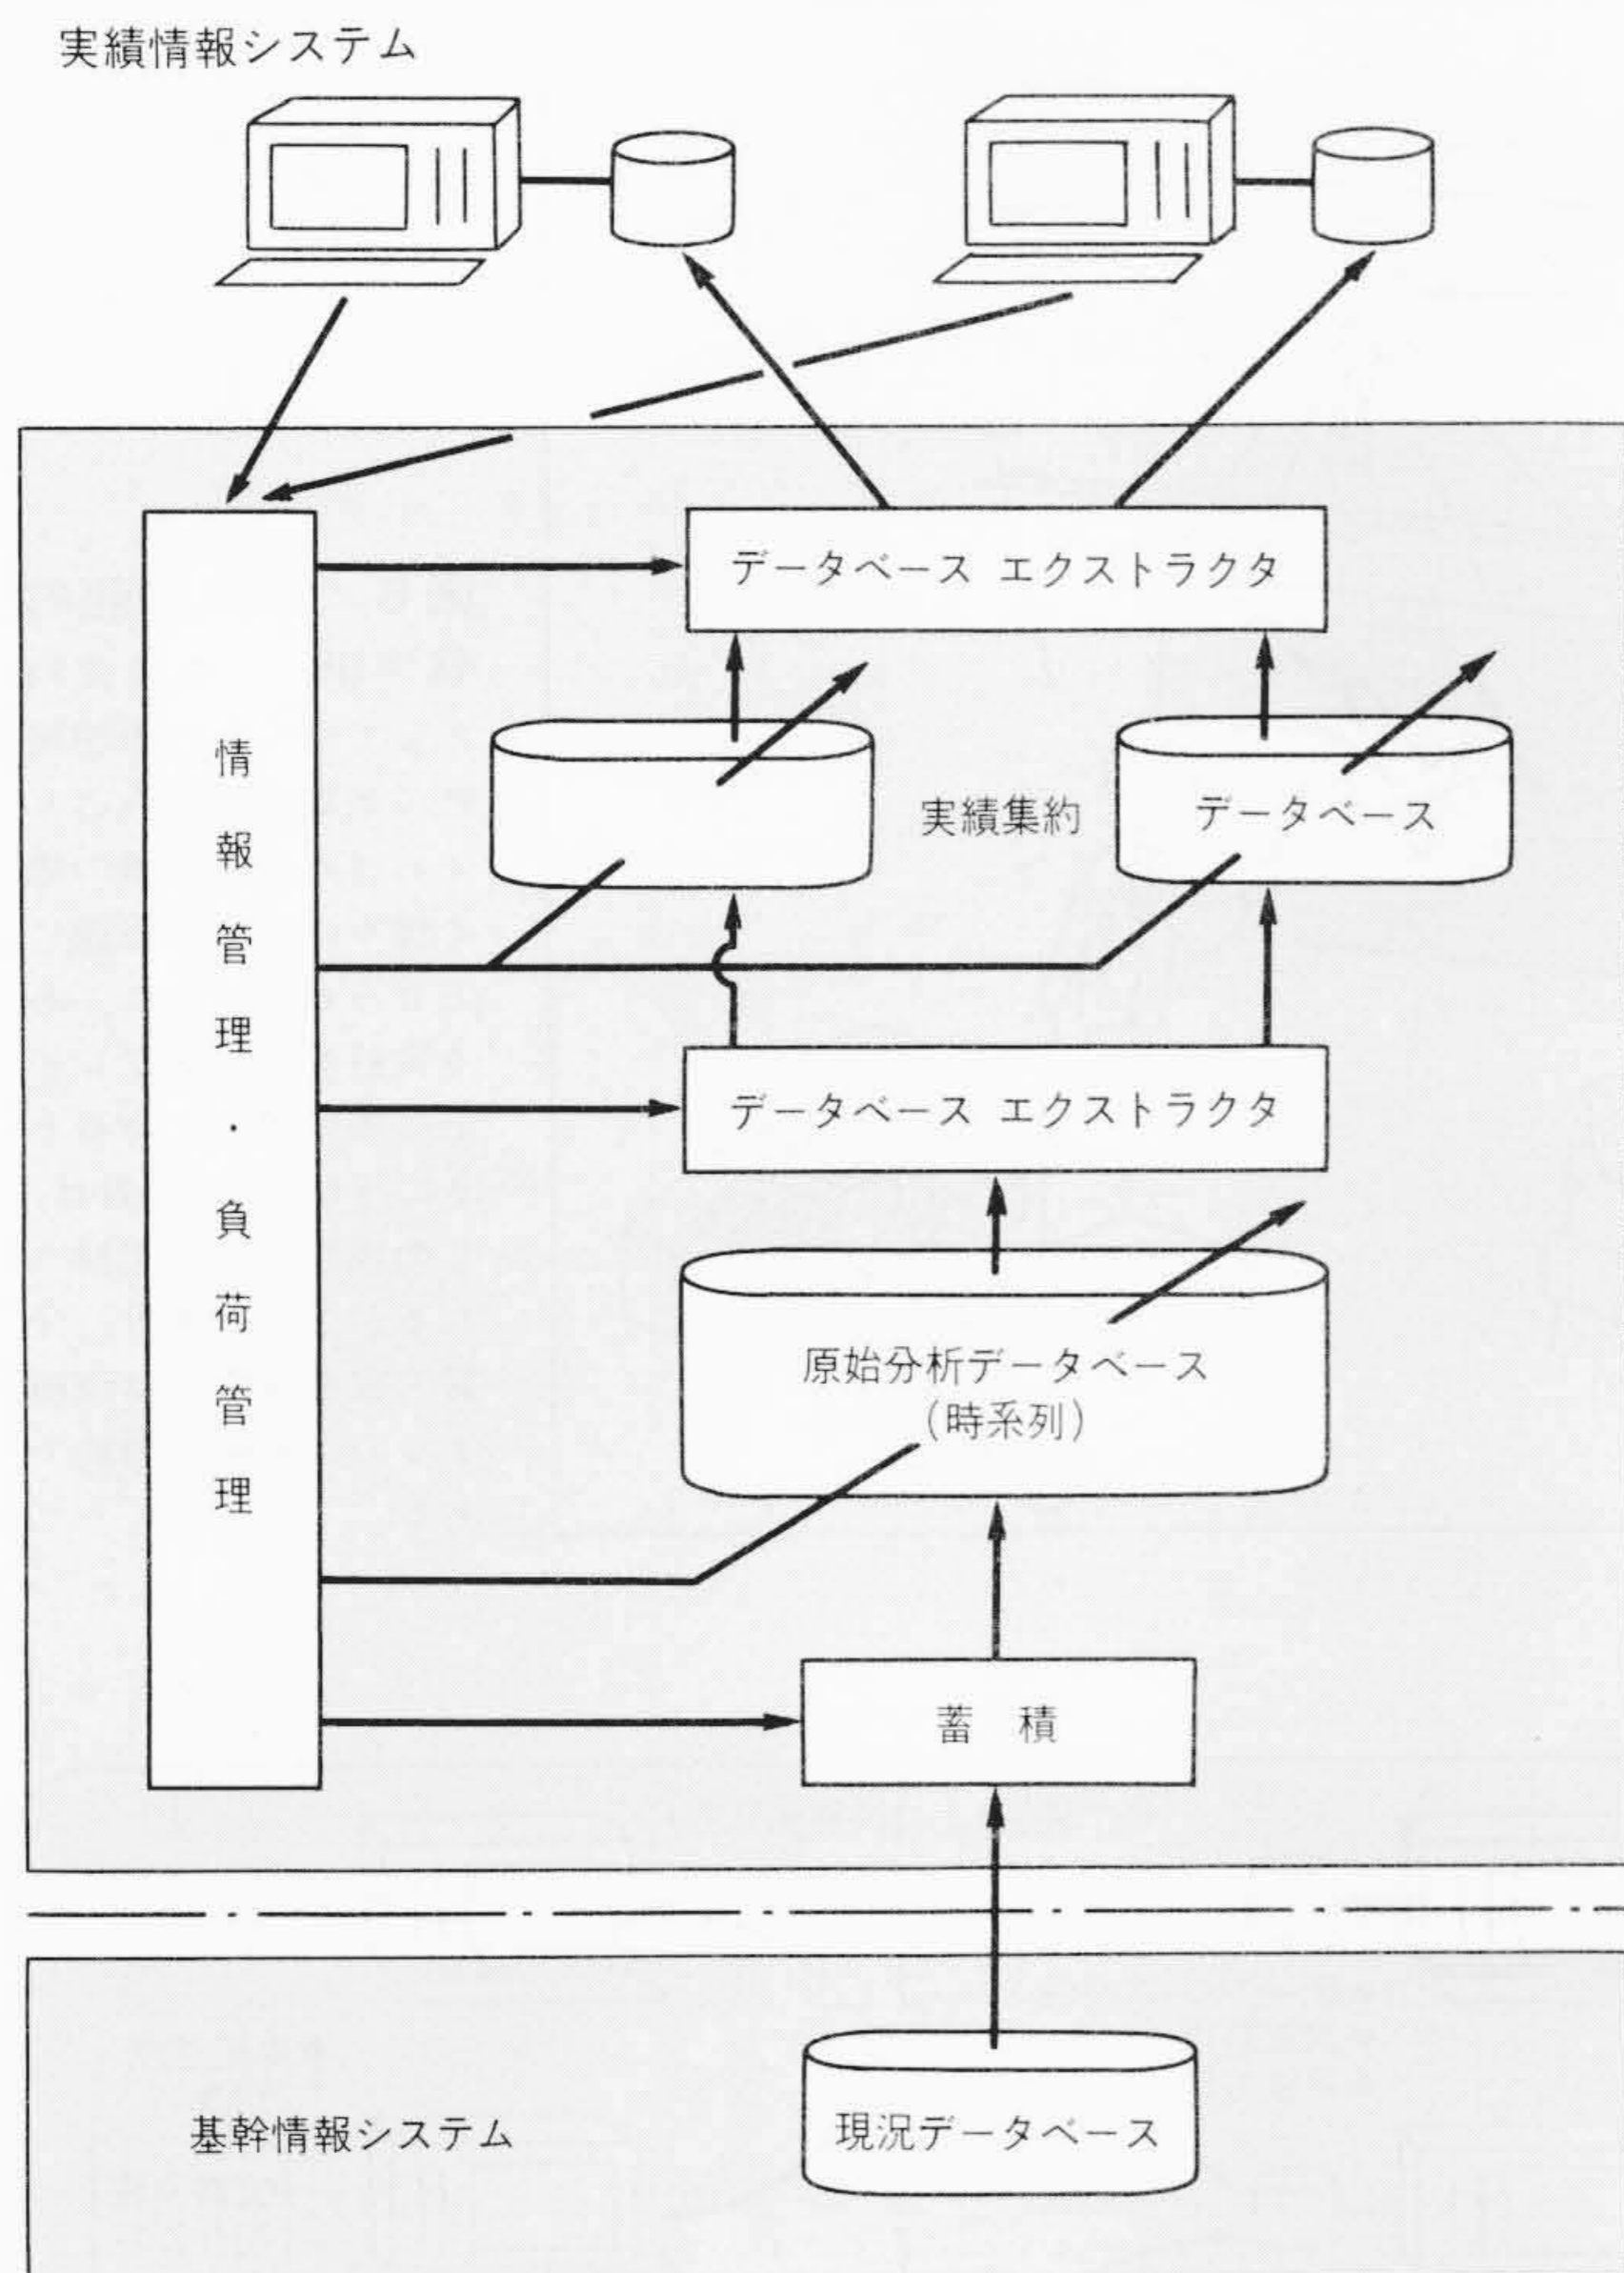 実績情報システム
データベース エクストラクタ
情報管理・負荷管理
実績集約
データベース
データベース エクストラクタ
原始分析データベース
(時系列)
蓄 積
基幹情報システム
現況データベース